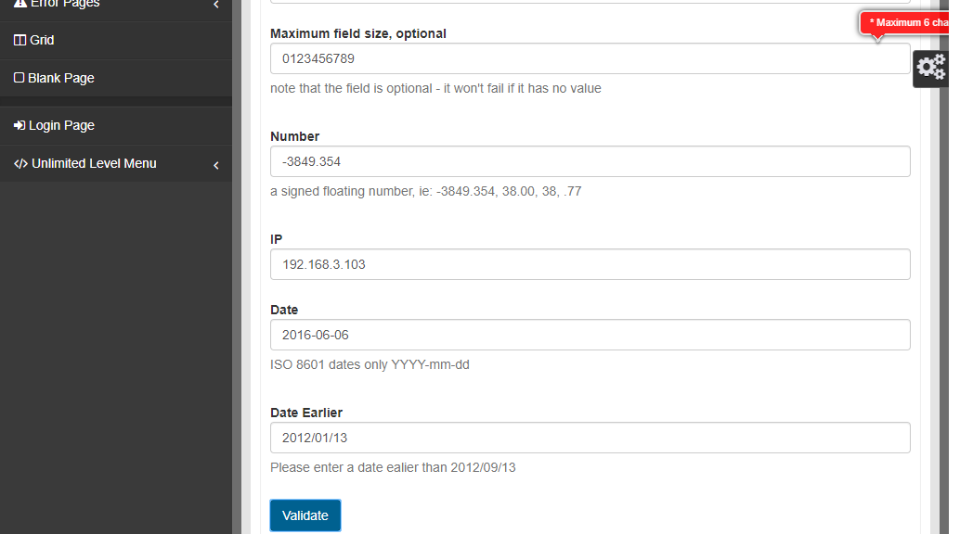 Error Pages
Grid
Blank Page
Login Page
Unlimited Level Menu
* Maximum 6 cha
Maximum field size, optional
0123456789
note that the field is optional - it won't fail if it has no value
Number
-3849.354
a signed floating number, ie: -3849.354, 38.00, 38, .77
IP
192.168.3.103
Date
2016-06-06
ISO 8601 dates only YYYY-mm-dd
Date Earlier
2012/01/13
Please enter a date ealier than 2012/09/13
Validate